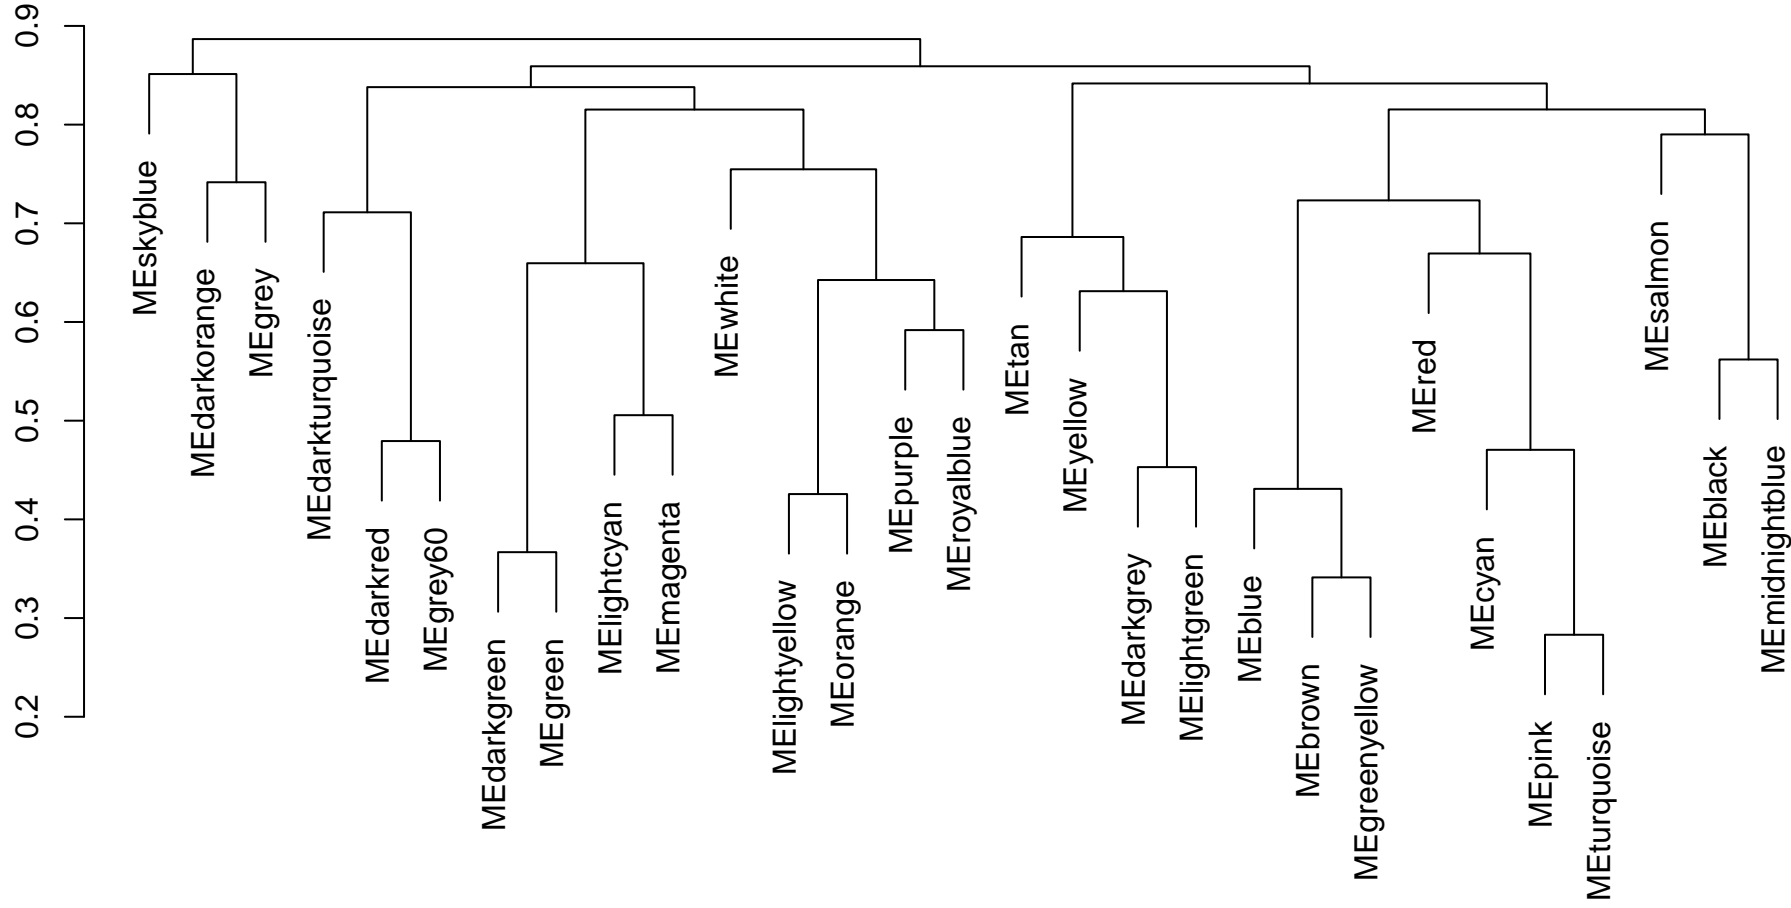 0.9
0.8
0.7
0.6
0.5
0.4
0.3
0.2
MEskyblue
MEdarkorange
MEgrey
MEdarkturquoise
MEdarkred
MEgrey60
MEdarkgreen
MEgreen
MElightcyan
MEmagenta
MEwhite
MElightyellow
MEorange
MEpurple
MEroyalblue
MEtan
MEyellow
MEdarkgrey
MElightgreen
MEblue
MEbrown
MEgreenyellow
MEred
MEcyan
MEpink
MEturquoise
MEsalmon
MEblack
MEmidnightblue